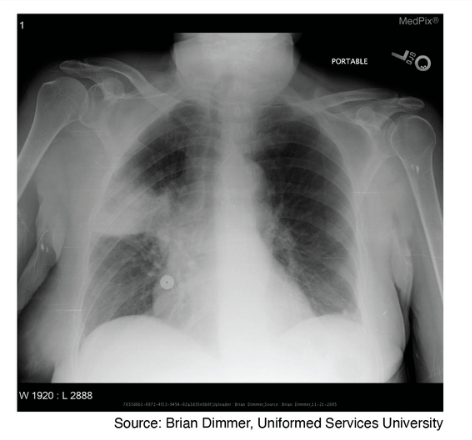 MedPix®
1
PORTABLE
L
W 1920 : L 2888
Source: Brian Dimmer, Uniformed Services University